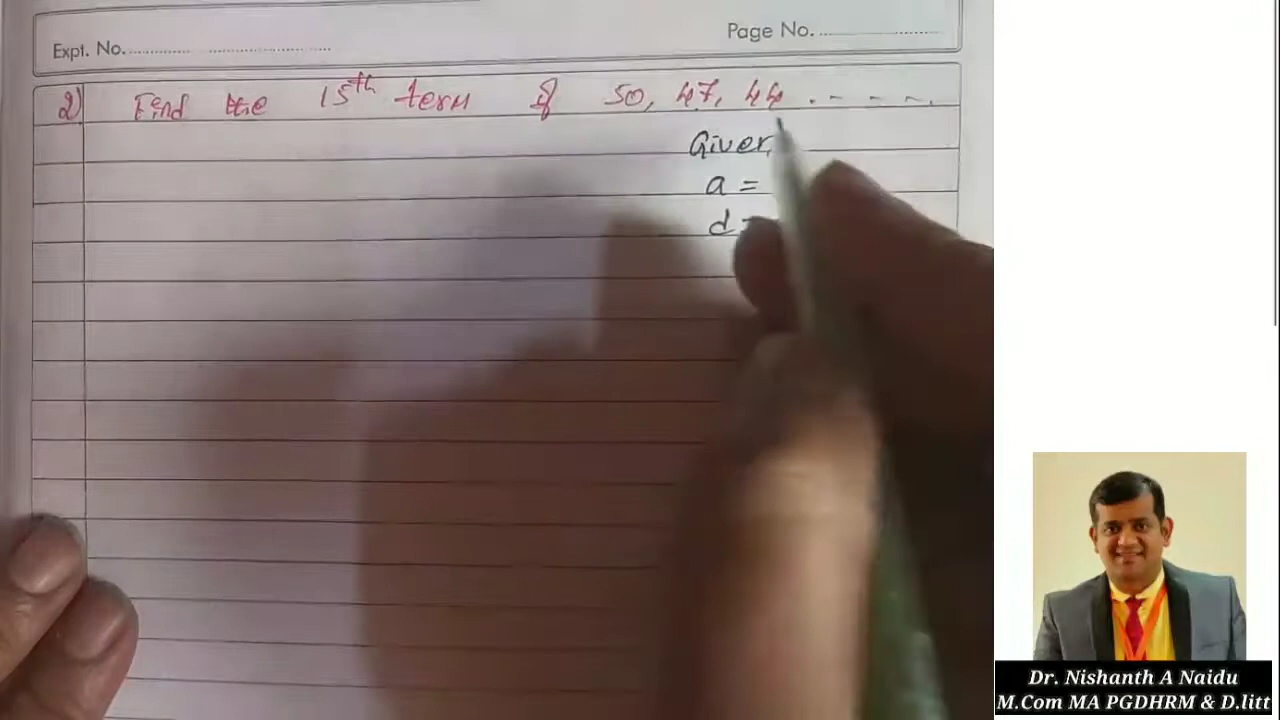 Expt. No. Page No.
2) Find the 15th term of 50, 47, 44 . - - - .
Given
a =
d =
Dr. Nishanth A Naidu
M.Com MA PGDHRM & D.litt